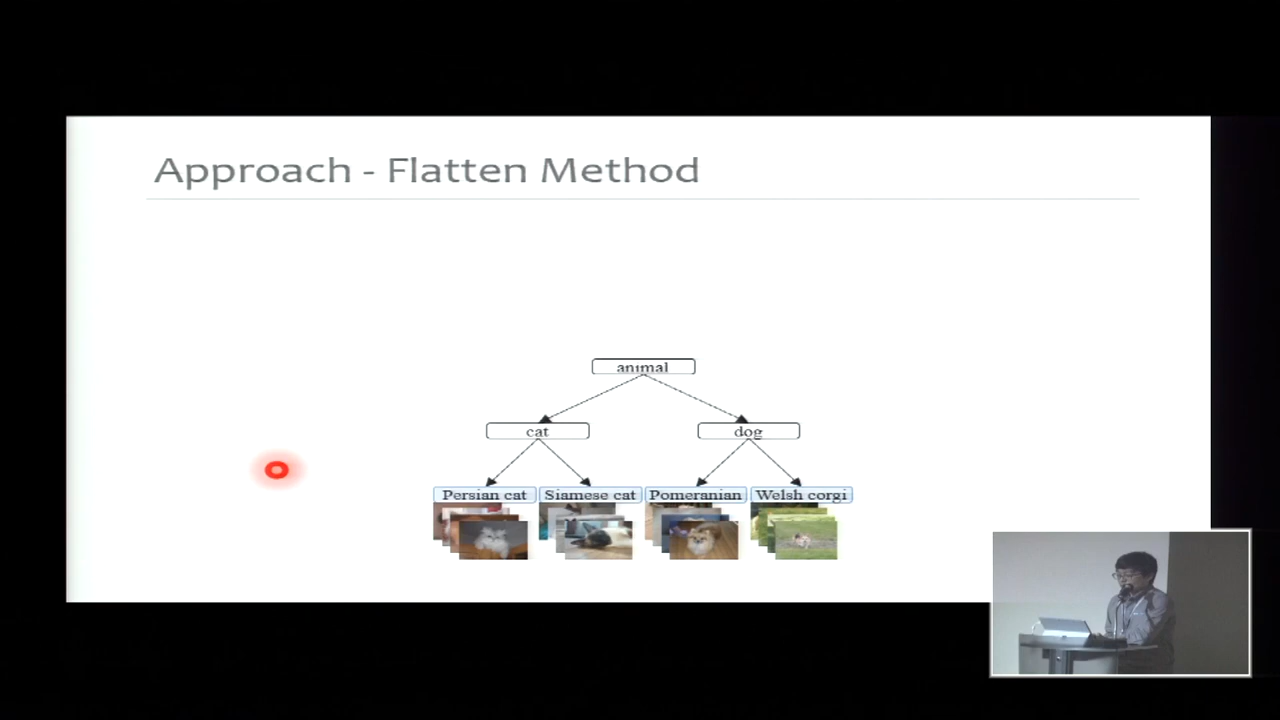 Approach - Flatten Method
animal
cat dog
Persian cat Siamese cat Pomeranian Welsh corgi